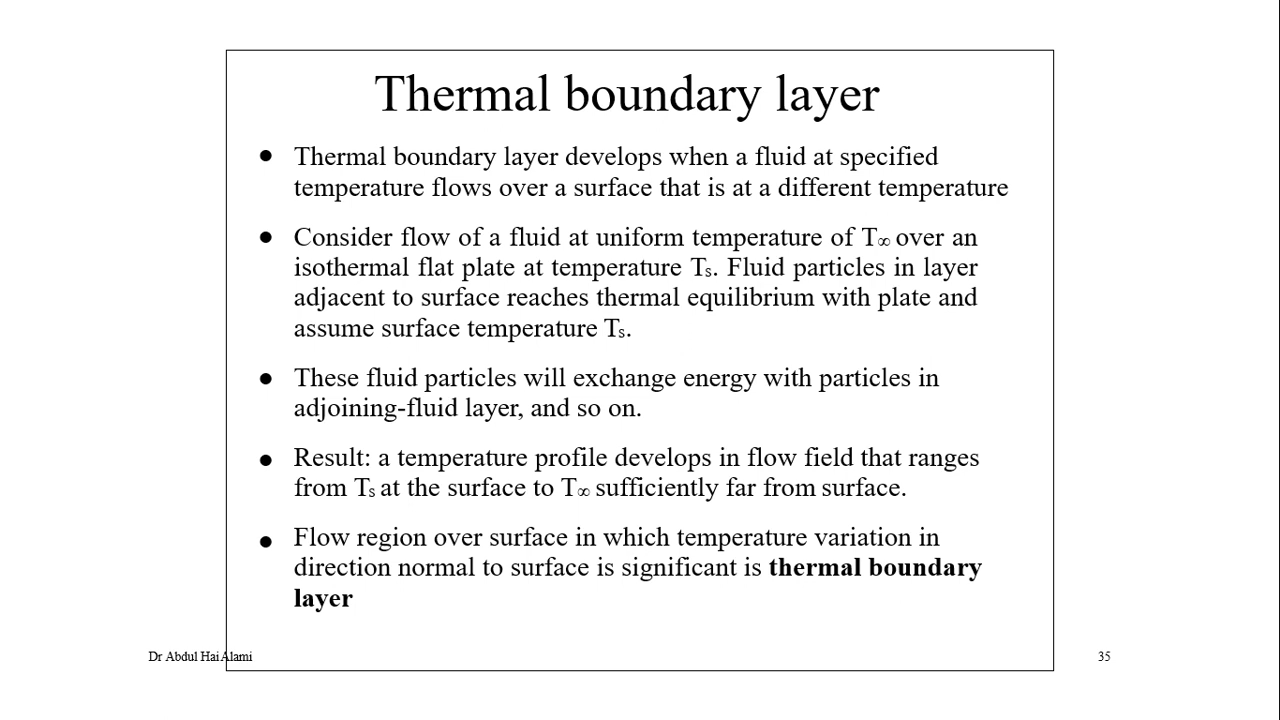 Thermal boundary layer
● Thermal boundary layer develops when a fluid at specified
temperature flows over a surface that is at a different temperature
● Consider flow of a fluid at uniform temperature of T∞ over an
isothermal flat plate at temperature Ts. Fluid particles in layer
adjacent to surface reaches thermal equilibrium with plate and
assume surface temperature Ts.
● These fluid particles will exchange energy with particles in
adjoining-fluid layer, and so on.
● Result: a temperature profile develops in flow field that ranges
from Ts at the surface to T∞ sufficiently far from surface.
● Flow region over surface in which temperature variation in
direction normal to surface is significant is thermal boundary
layer
Dr Abdul Hai Alami
35